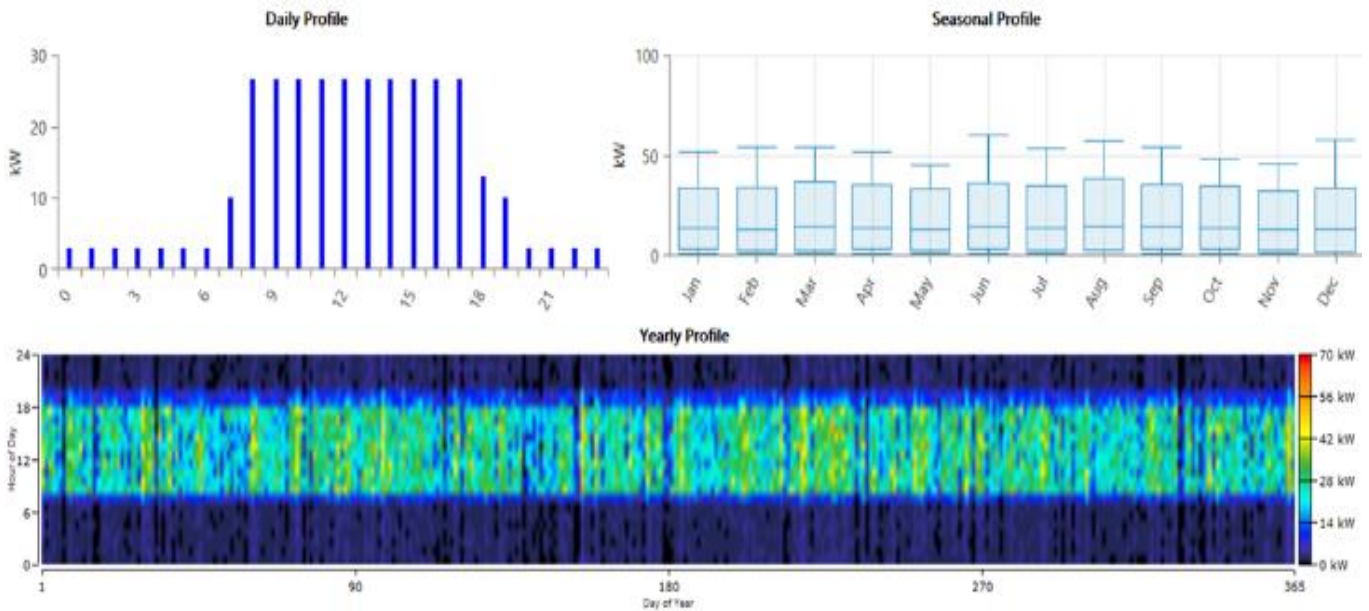 Daily Profile
30
20
10
0
kW
0
3
6
9
12
15
18
21
Seasonal Profile
100
50
0
kW
Jan
Feb
Mar
Apr
May
Jun
Jul
Aug
Sep
Oct
Nov
Dec
Yearly Profile
24
18
12
6
0
Hour of Day
1
90
180
270
365
Day of Year
70 kW
56 kW
42 kW
28 kW
14 kW
0 kW